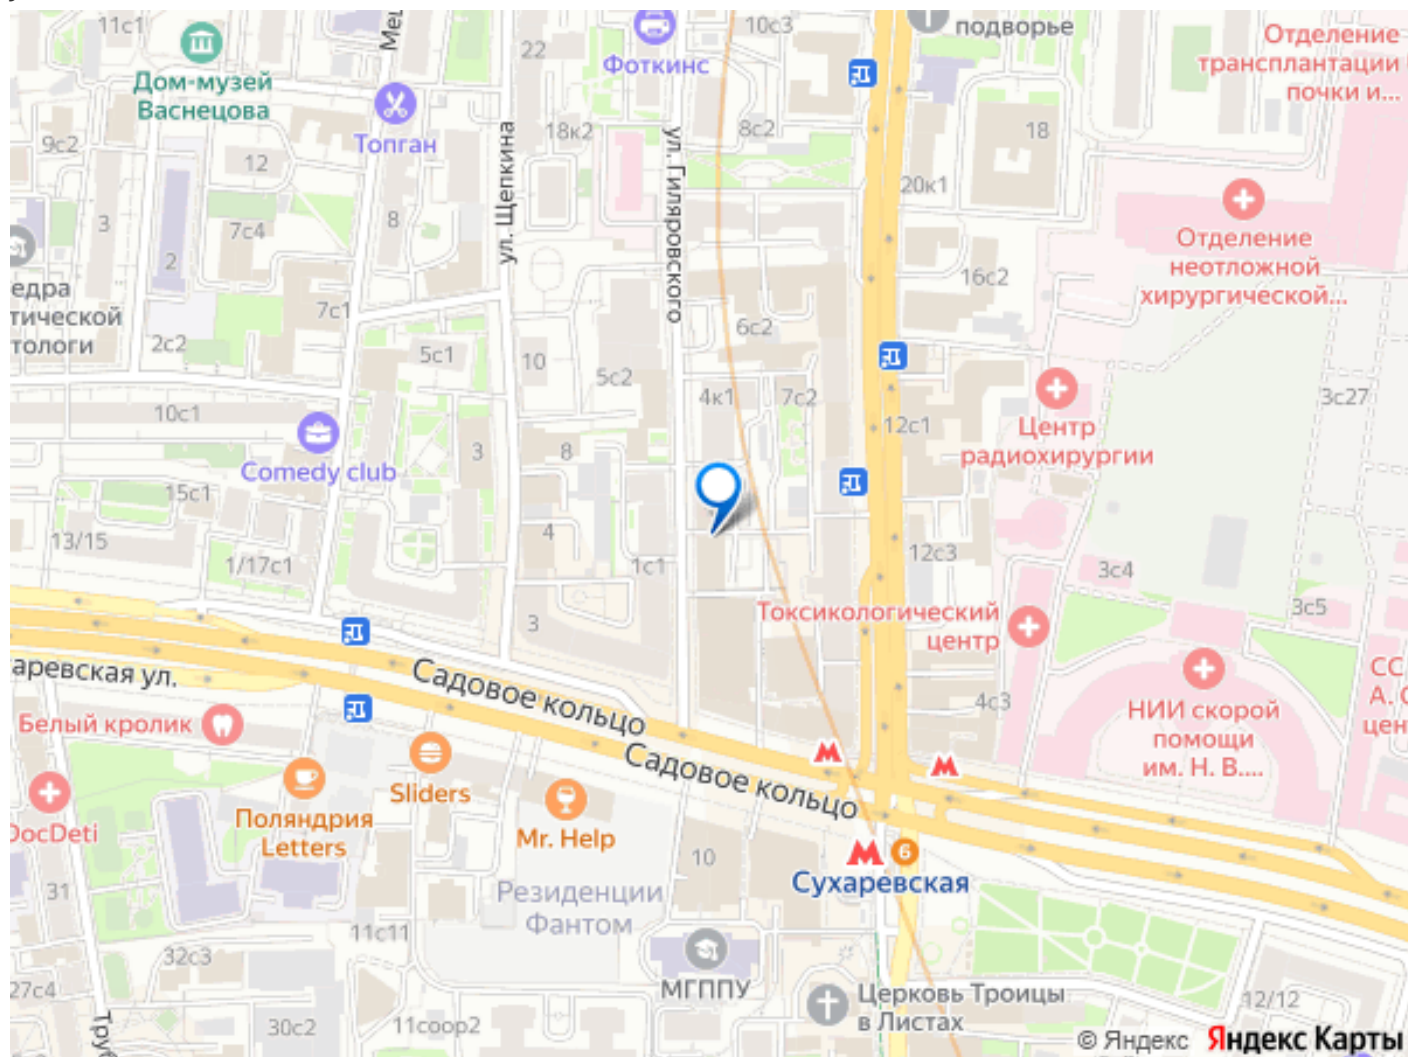 11с1
Дом-музей
Васнецова
22
Фоткинс
10с3
подворье
Отделение
трансплантации
почки и...
9с2
12
Топган
ул. Щепкина
18к2
ул. Гиляровского
8с2
18
20к1
3
2
7с4
8
Отделение
неотложной
хирургической...
16с2
едра
тической
тологи
7с1
2с2
5с1
10
5с2
6с2
4к1
7с2
12с1
3с27
10с1
Comedy club
3
8
Центр
радиохирургии
15с1
13/15
1/17с1
4
1с1
12с3
3с4
3с5
3
Токсикологический
центр
аревская ул.
Садовое кольцо
Садовое кольцо
4с3
НИИ скорой
помощи
им. Н. В....
СС
А. С
цен
Белый кролик
DocDeti
Поляндрия
Letters
Sliders
Mr. Help
10
6
Сухаревская
31
Резиденции
Фантом
11с11
32с3
27с4
МГППУ
30с2
11соор2
Церковь Троицы
в Листах
12/12
Тру
© Яндекс Яндекс Карты